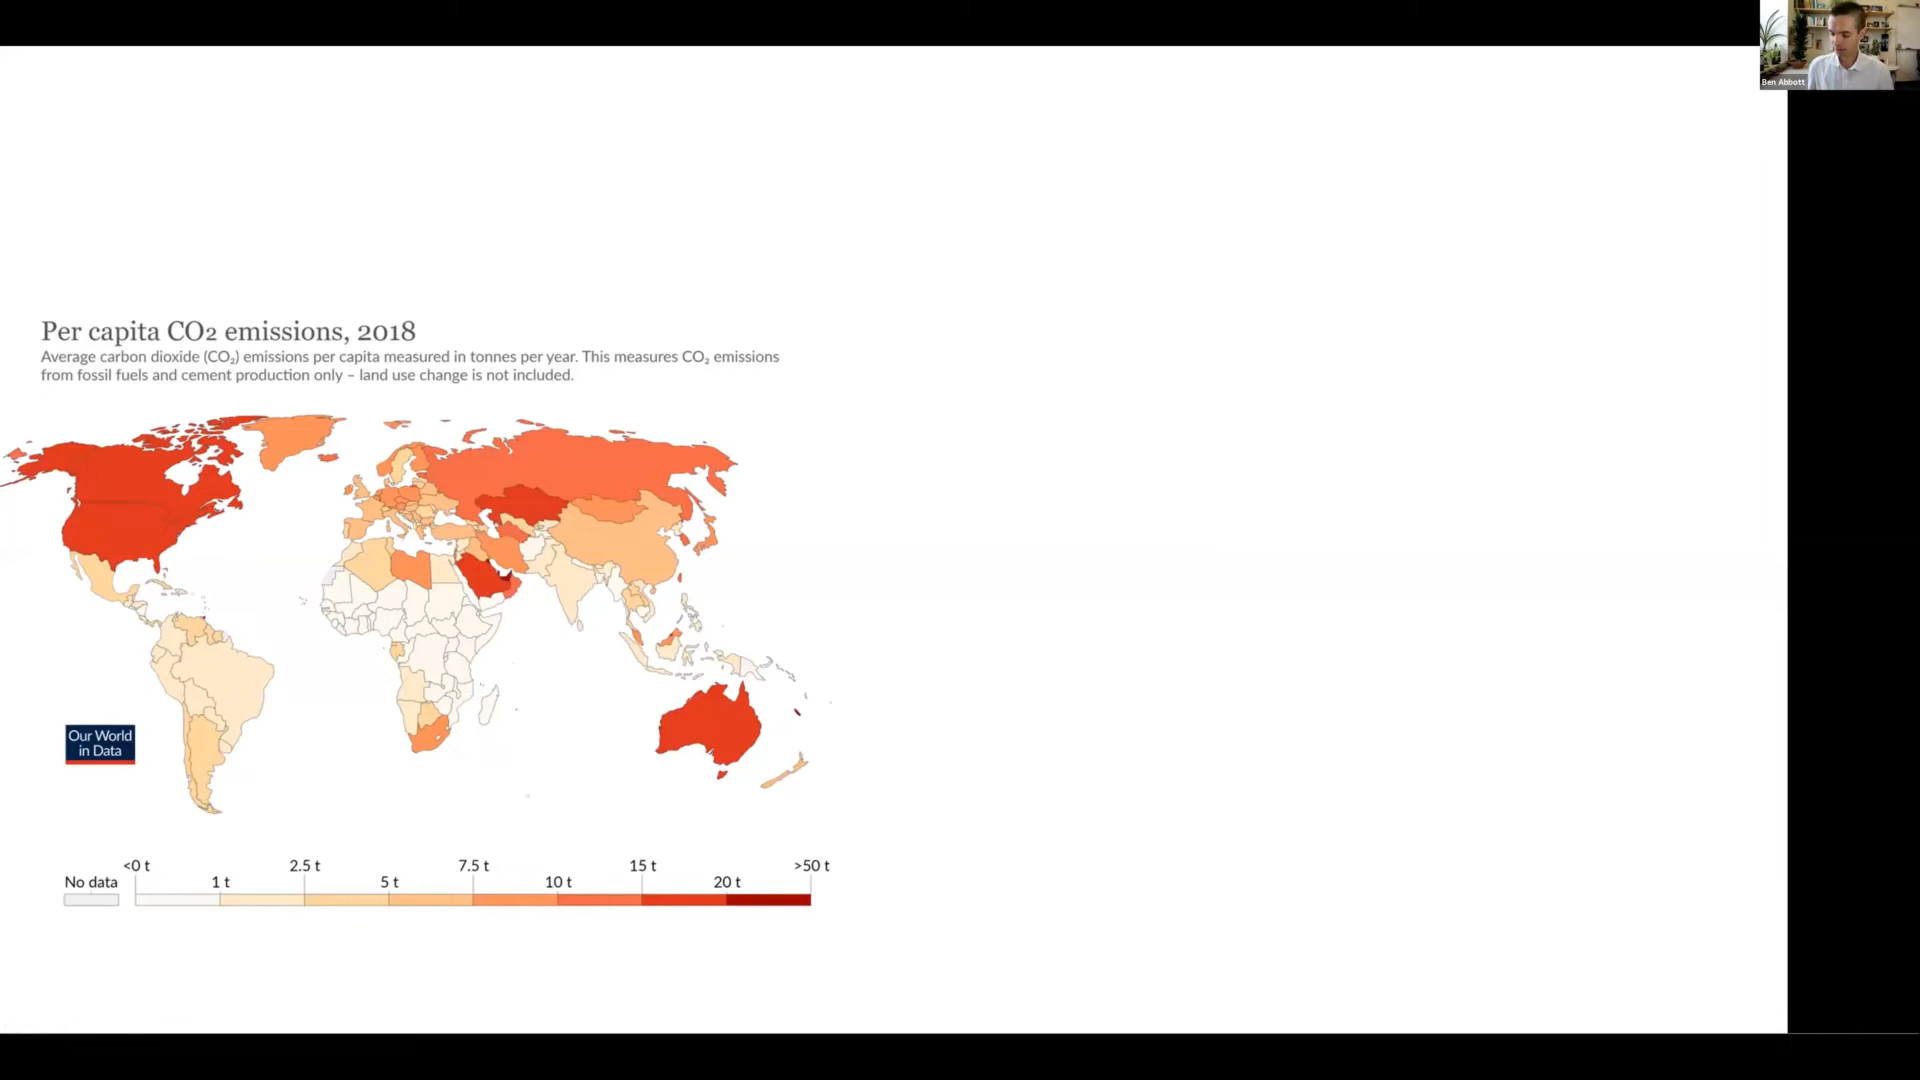 Ben Abbott
Per capita CO2 emissions, 2018
Average carbon dioxide (CO₂) emissions per capita measured in tonnes per year. This measures CO₂ emissions
from fossil fuels and cement production only – land use change is not included.
Our World
in Data
<0 t 2.5 t 7.5 t 15 t >50 t
No data 1 t 5 t 10 t 20 t